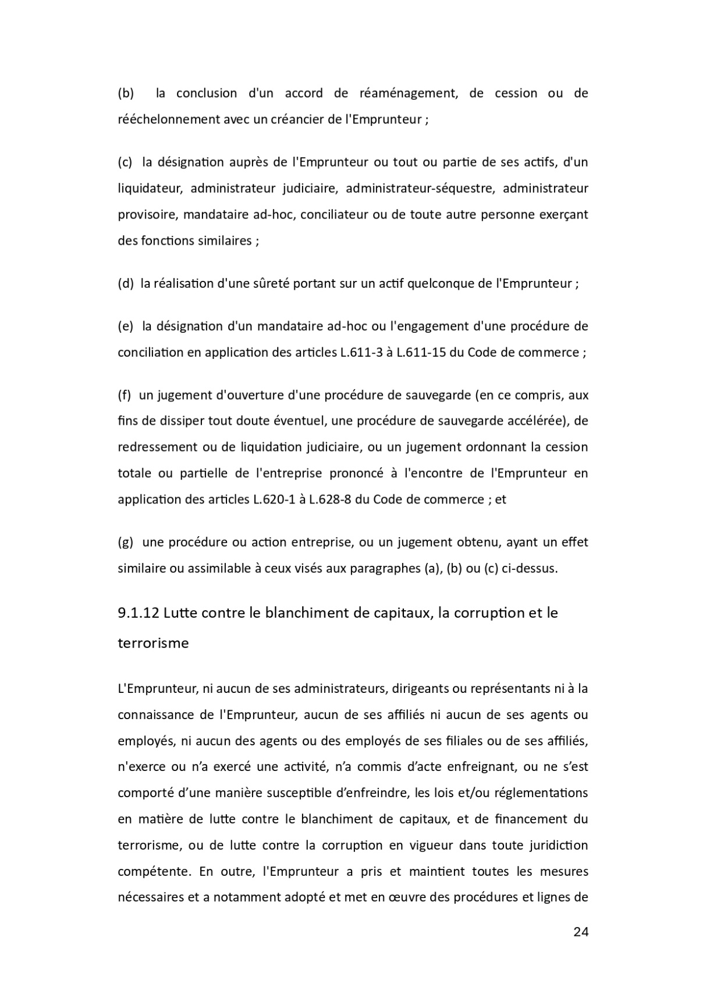 (b) la conclusion d'un accord de réaménagement, de cession ou de
rééchelonnement avec un créancier de l'Emprunteur ;
(c) la désignation auprès de l'Emprunteur ou tout ou partie de ses actifs, d'un
liquidateur, administrateur judiciaire, administrateur-séquestre, administrateur
provisoire, mandataire ad-hoc, conciliateur ou de toute autre personne exerçant
des fonctions similaires ;
(d) la réalisation d'une sûreté portant sur un actif quelconque de l'Emprunteur ;
(e) la désignation d'un mandataire ad-hoc ou l'engagement d'une procédure de
conciliation en application des articles L.611-3 à L.611-15 du Code de commerce ;
(f) un jugement d'ouverture d'une procédure de sauvegarde (en ce compris, aux
fins de dissiper tout doute éventuel, une procédure de sauvegarde accélérée), de
redressement ou de liquidation judiciaire, ou un jugement ordonnant la cession
totale ou partielle de l'entreprise prononcé à l'encontre de l'Emprunteur en
application des articles L.620-1 à L.628-8 du Code de commerce ; et
(g) une procédure ou action entreprise, ou un jugement obtenu, ayant un effet
similaire ou assimilable à ceux visés aux paragraphes (a), (b) ou (c) ci-dessus.
9.1.12 Lutte contre le blanchiment de capitaux, la corruption et le
terrorisme
L'Emprunteur, ni aucun de ses administrateurs, dirigeants ou représentants ni à la
connaissance de l'Emprunteur, aucun de ses affiliés ni aucun de ses agents ou
employés, ni aucun des agents ou des employés de ses filiales ou de ses affiliés,
n'exerce ou n’a exercé une activité, n’a commis d’acte enfreignant, ou ne s’est
comporté d’une manière susceptible d’enfreindre, les lois et/ou réglementations
en matière de lutte contre le blanchiment de capitaux, et de financement du
terrorisme, ou de lutte contre la corruption en vigueur dans toute juridiction
compétente. En outre, l'Emprunteur a pris et maintient toutes les mesures
nécessaires et a notamment adopté et met en œuvre des procédures et lignes de
24